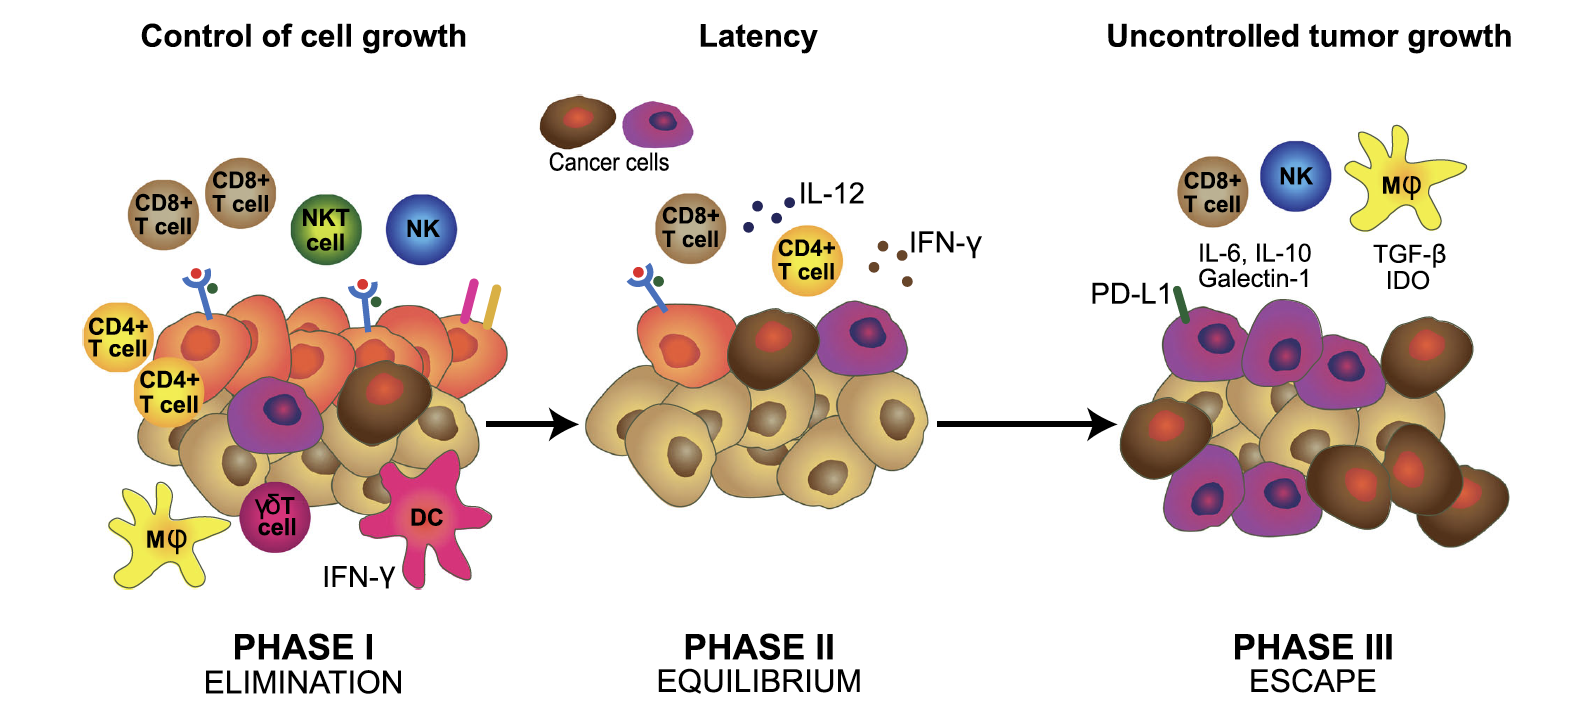 Control of cell growth
Latency
Uncontrolled tumor growth
CD8+
T cell
CD8+
T cell
NKT
cell
NK
CD4+
T cell
CD4+
T cell
Mφ
γδT
cell
DC
IFN-γ
Cancer cells
CD8+
T cell
IL-12
CD4+
T cell
IFN-γ
CD8+
T cell
NK
Mφ
IL-6, IL-10
Galectin-1
TGF-β
IDO
PD-L1
PHASE I
ELIMINATION
PHASE II
EQUILIBRIUM
PHASE III
ESCAPE